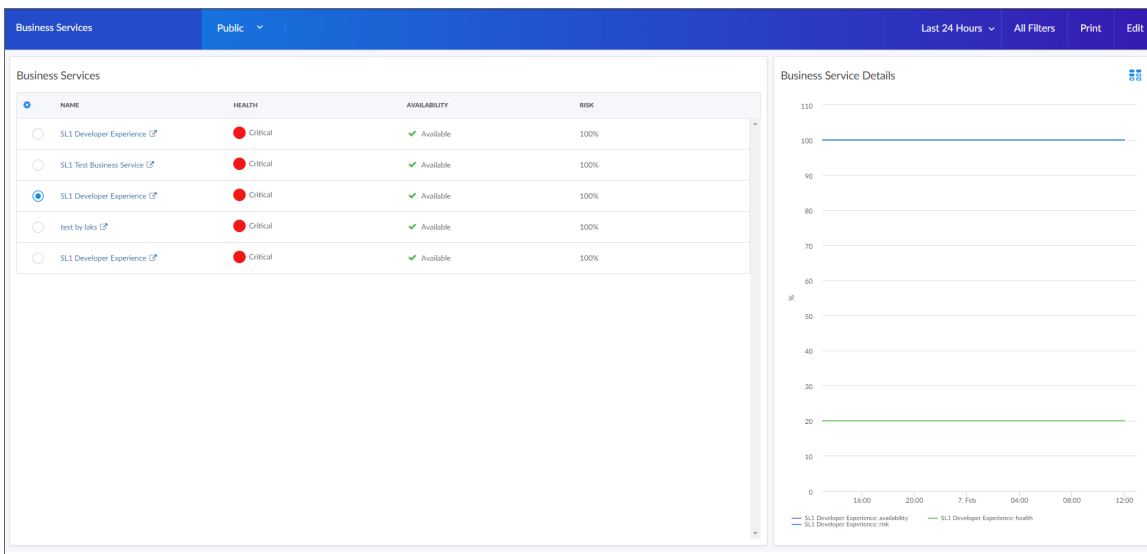 Business Services Public Last 24 Hours All Filters Print Edit
Business Services
NAME HEALTH AVAILABILITY RISK
SL1 Developer Experience Critical Available 100%
SL1 Test Business Service Critical Available 100%
SL1 Developer Experience Critical Available 100%
test by laks Critical Available 100%
SL1 Developer Experience Critical Available 100%
Business Service Details
110
100
90
80
70
60
%
50
40
30
20
10
0
16:00 20:00 7. Feb 04:00 08:00 12:00
SL1 Developer Experience: availability SL1 Developer Experience: health
SL1 Developer Experience: risk